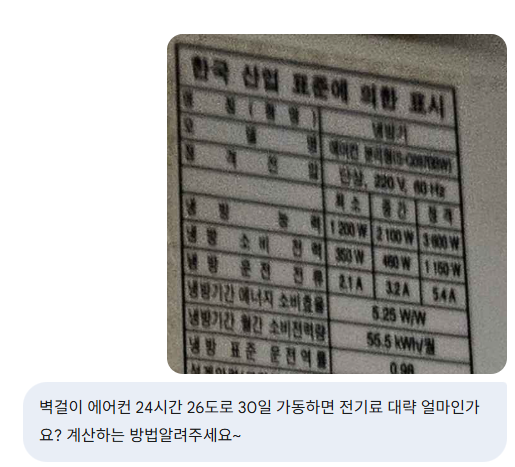 한국 산업 표준에 의한 표시
냉방기
정 격 전 압 단상, 220 V, 60 Hz
최 소 중 간 정 격
냉 방 능 력 1 200 W 2 100 W 3 600 W
냉 방 소 비 전 력 350 W 460 W 1 150 W
냉 방 운 전 전 류 2.1 A 3.2 A 5.4 A
냉방기간 에너지 소비효율 5.25 W/W
냉방기간 월간 소비전력량 55.5 kWh/월
냉 방 표준 운전역률 0.96
벽걸이 에어컨 24시간 26도로 30일 가동하면 전기료 대략 얼마인가
요? 계산하는 방법알려주세요~